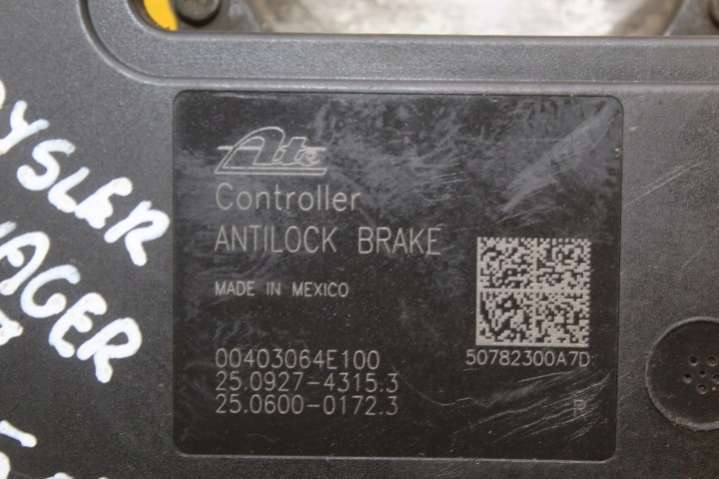 Ate
Controller
ANTILOCK BRAKE
MADE IN MEXICO
00403064E100
25.0927-4315.3
25.0600-0172.3
50782300A7D
R
YSLER
AGER